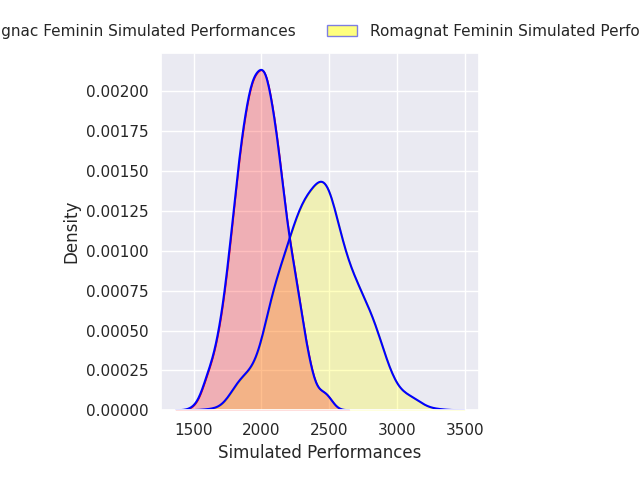 gnac Feminin Simulated Performances
Romagnat Feminin Simulated Perfo
0.00200
0.00175
0.00150
0.00125
0.00100
0.00075
0.00050
0.00025
0.00000
Density
1500 2000 2500 3000 3500
Simulated Performances